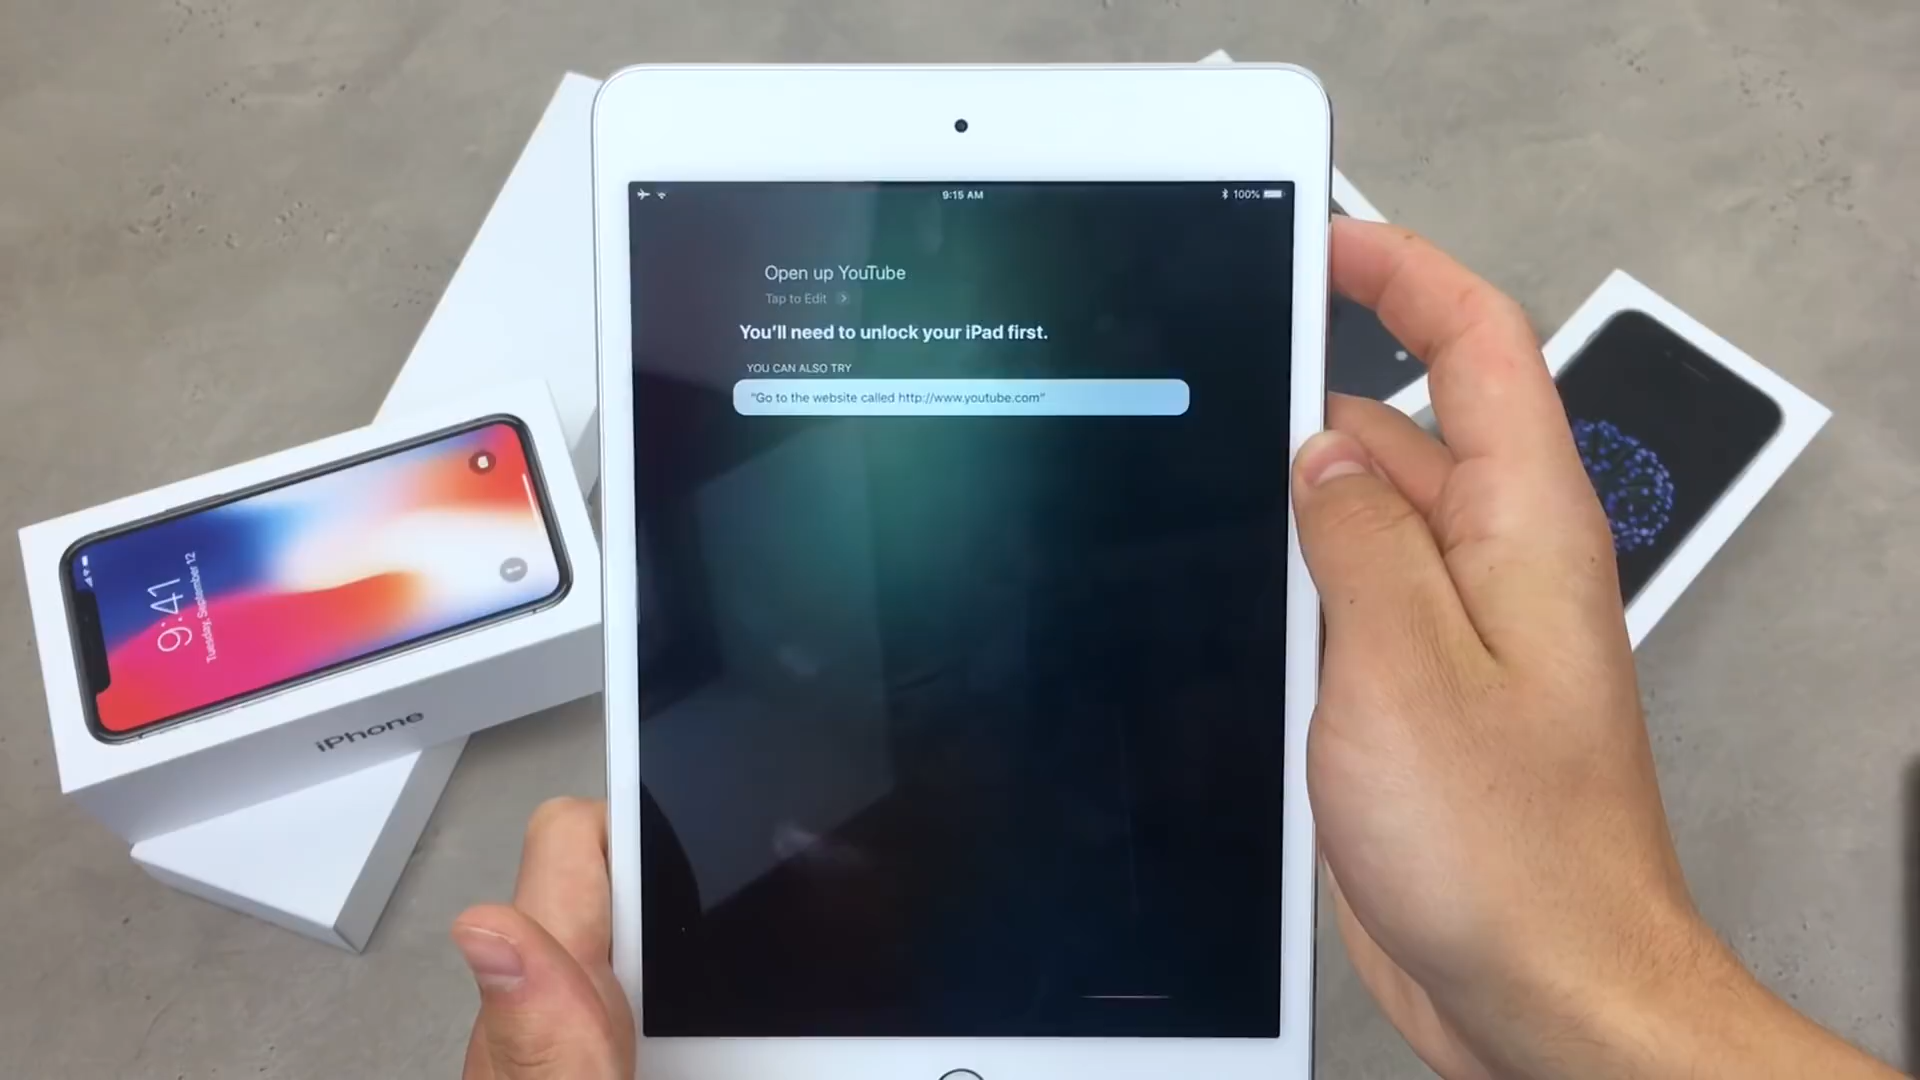 9:15 AM
100%
Open up YouTube
Tap to Edit
You'll need to unlock your iPad first.
YOU CAN ALSO TRY
"Go to the website called http://www.youtube.com"
9:41
Tuesday, September 12
iPhone